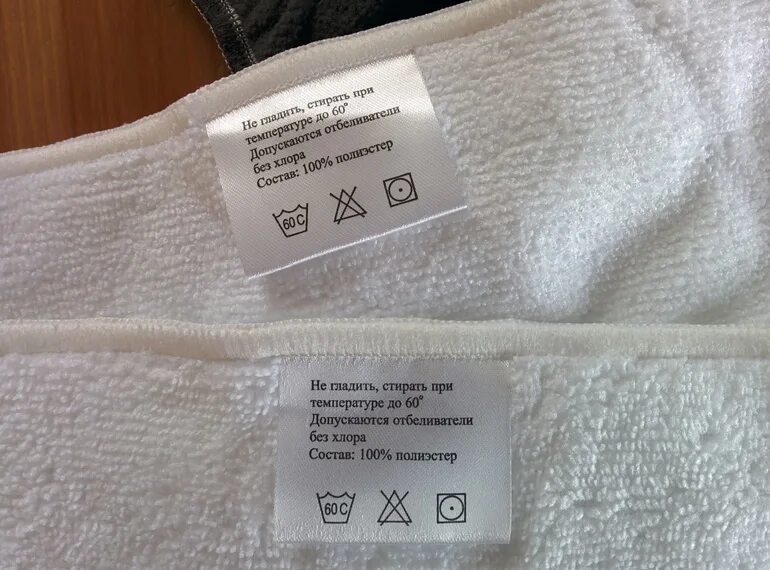 Не гладить, стирать при
температуре до 60°
Допускаются отбеливатели
без хлора
Состав: 100% полиэстер
60 C
Не гладить, стирать при
температуре до 60°
Допускаются отбеливатели
без хлора
Состав: 100% полиэстер
60 C